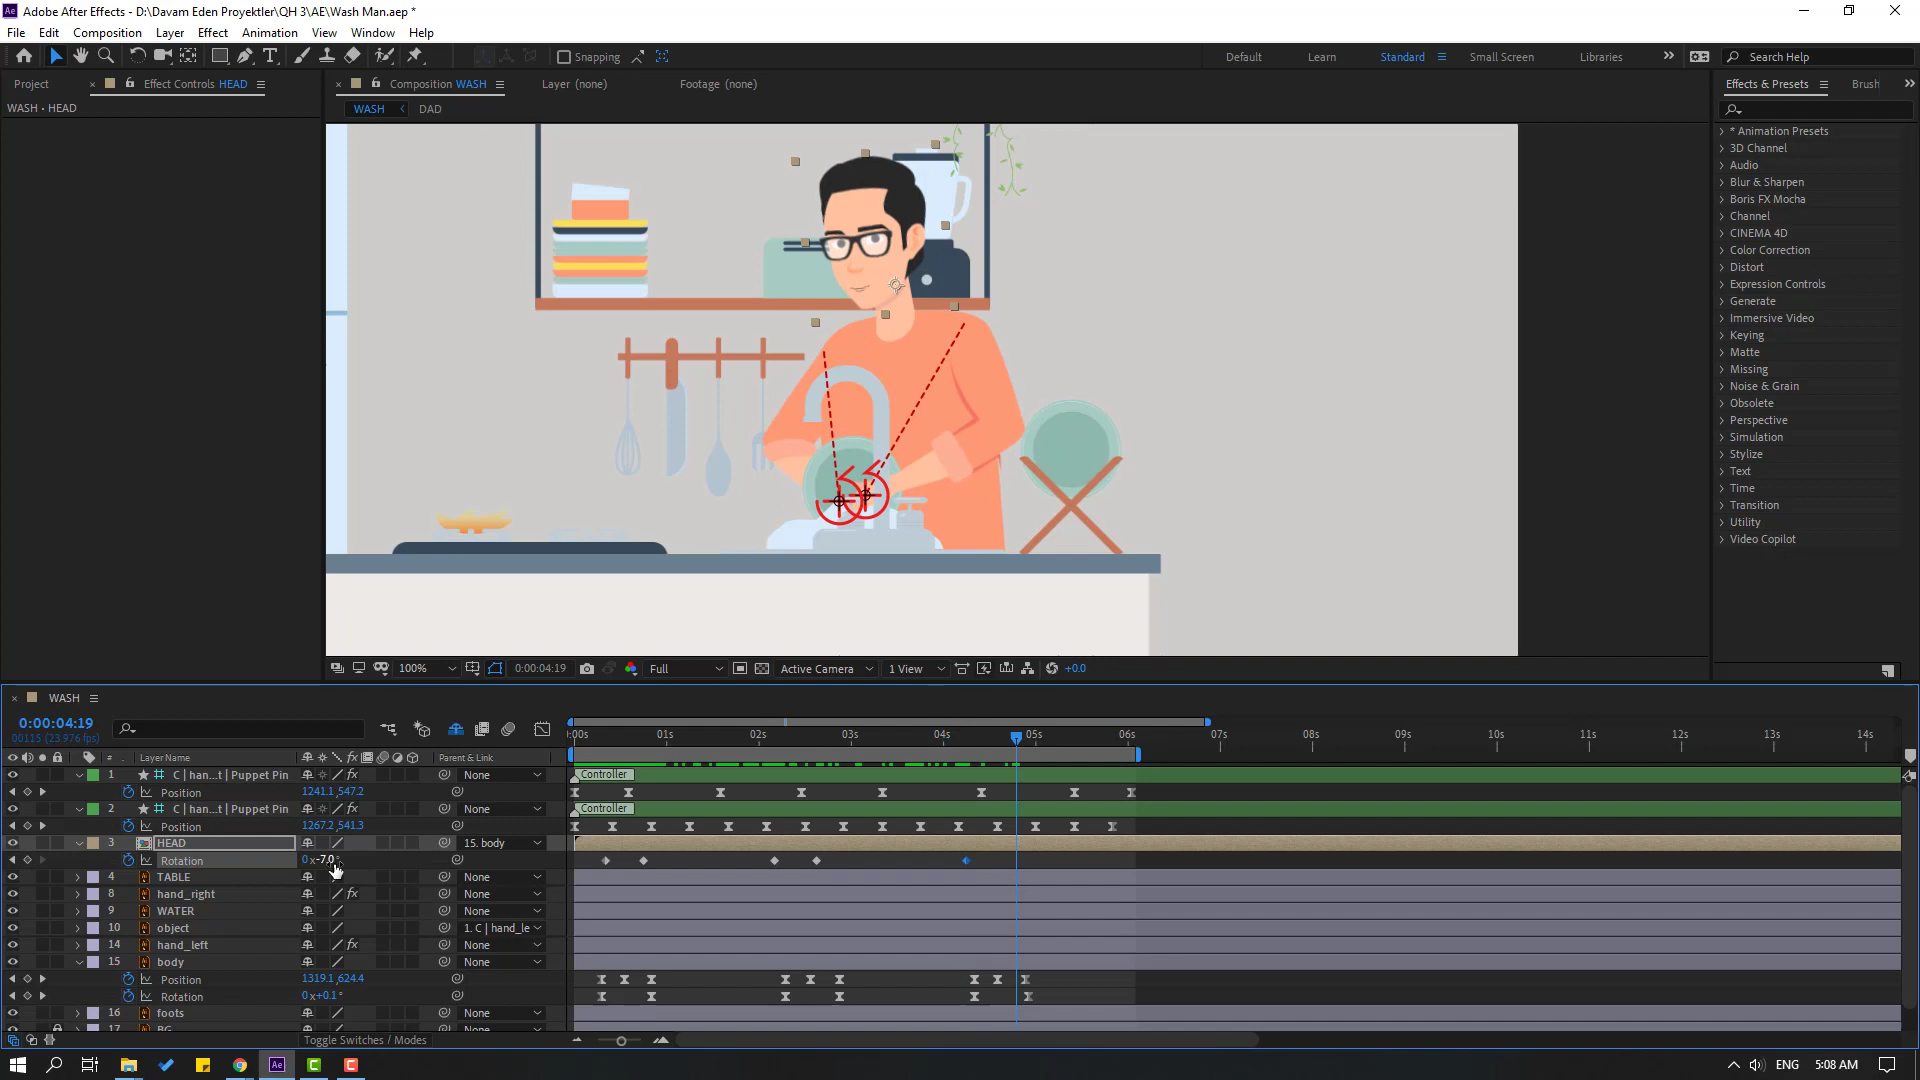 Adobe After Effects - D:\Davam Eden Proyektler\QH 3\AE\Wash Man.aep *
File Edit Composition Layer Effect Animation View Window Help
Snapping
Default Learn Standard Small Screen Libraries Search Help
Project Effect Controls HEAD
Composition WASH Layer (none) Footage (none)
Effects & Presets Brush
WASH • HEAD
WASH DAD
* Animation Presets
3D Channel
Audio
Blur & Sharpen
Boris FX Mocha
Channel
CINEMA 4D
Color Correction
Distort
Expression Controls
Generate
Immersive Video
Keying
Matte
Missing
Noise & Grain
Obsolete
Perspective
Simulation
Stylize
Text
Time
Transition
Utility
Video Copilot
100% 0:00:04:19 Full Active Camera 1 View +0.0
WASH
0:00:04:19
00115 (23.976 fps)
:00s 01s 02s 03s 04s 05s 06s 07s 08s 09s 10s 11s 12s 13s 14s
# Layer Name Parent & Link
1 C | han...t | Puppet Pin None Controller
Position 1241.1 ,547.2
2 C | han...t | Puppet Pin None Controller
Position 1267.2 ,541.3
3 HEAD 15. body
Rotation 0 x-7.0 °
4 TABLE None
8 hand_right None
9 WATER None
10 object 1. C | hand_le
14 hand_left None
15 body None
Position 1319.1 ,624.4
Rotation 0 x+0.1 °
16 foots None
17 BG None
Toggle Switches / Modes
ENG 5:08 AM